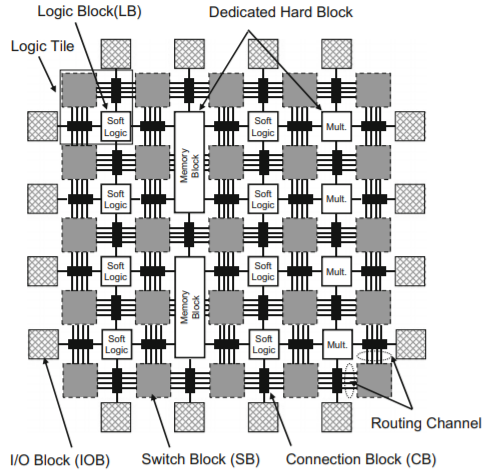 Logic Block(LB)
Dedicated Hard Block
Logic Tile
Soft
Logic
Memory
Block
Soft
Logic
Mult.
Soft
Logic
Soft
Logic
Mult.
Soft
Logic
Memory
Block
Soft
Logic
Mult.
Soft
Logic
Soft
Logic
Mult.
Routing Channel
I/O Block (IOB)
Switch Block (SB)
Connection Block (CB)